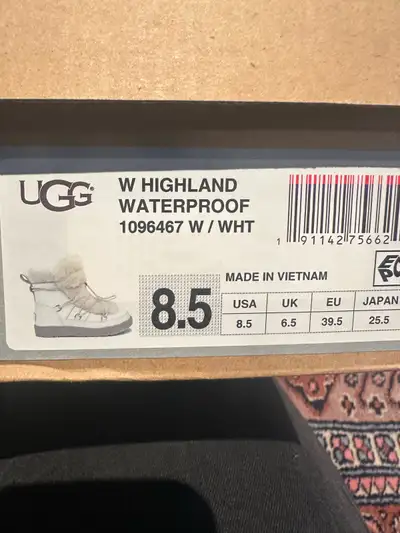 UGG
W HIGHLAND
WATERPROOF
1096467 W / WHT
1 91142 75662
MADE IN VIETNAM
8.5
USA UK EU JAPAN
8.5 6.5 39.5 25.5